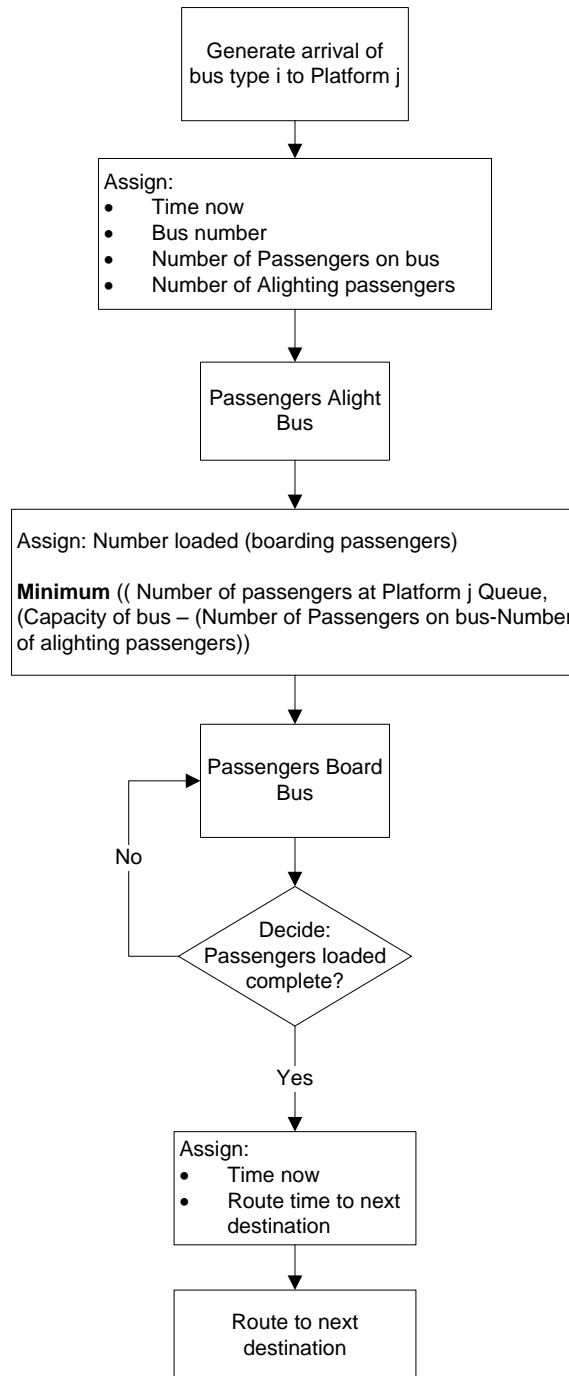 Generate arrival of
bus type i to Platform j
Assign:
• Time now
• Bus number
• Number of Passengers on bus
• Number of Alighting passengers
Passengers Alight
Bus
Assign: Number loaded (boarding passengers)
Minimum (( Number of passengers at Platform j Queue,
(Capacity of bus – (Number of Passengers on bus-Number
of alighting passengers))
Passengers Board
Bus
No
Decide:
Passengers loaded
complete?
Yes
Assign:
• Time now
• Route time to next
destination
Route to next
destination